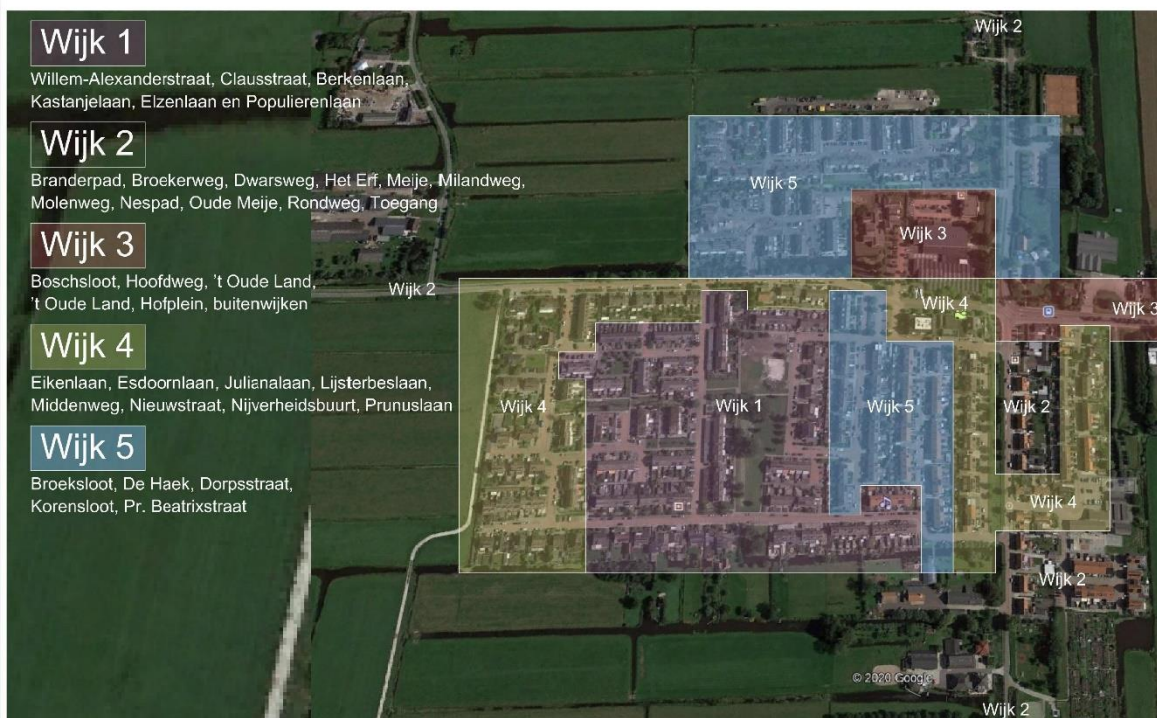 Wijk 1
Willem-Alexanderstraat, Clausstraat, Berkenlaan,
Kastanjelaan, Elzenlaan en Populierenlaan
Wijk 2
Branderpad, Broekerweg, Dwarsweg, Het Erf, Meije, Milandweg,
Molenweg, Nespad, Oude Meije, Rondweg, Toegang
Wijk 3
Boschsloot, Hoofdweg, 't Oude Land,
't Oude Land, Hofplein, buitenwijken
Wijk 4
Eikenlaan, Esdoornlaan, Julianalaan, Lijsterbeslaan,
Middenweg, Nieuwstraat, Nijverheidsbuurt, Prunuslaan
Wijk 5
Broeksloot, De Haek, Dorpsstraat,
Korensloot, Pr. Beatrixstraat
Wijk 2
Wijk 5
Wijk 3
Wijk 2
Wijk 4
Wijk 3
Wijk 4
Wijk 1
Wijk 5
Wijk 2
Wijk 4
Wijk 2
© 2020 Google
Wijk 2